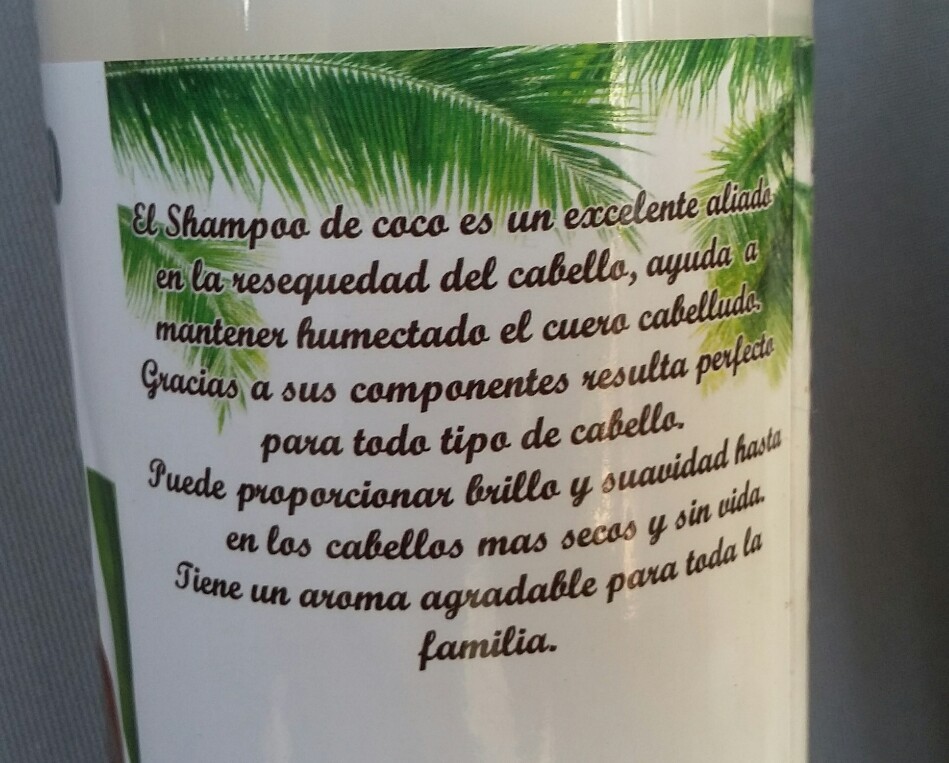 El Shampoo de coco es un excelente aliado
en la resequedad del cabello, ayuda a
mantener humectado el cuero cabelludo.
Gracias a sus componentes resulta perfecto
para todo tipo de cabello.
Puede proporcionar brillo y suavidad hasta
en los cabellos mas secos y sin vida.
Tiene un aroma agradable para toda la
familia.